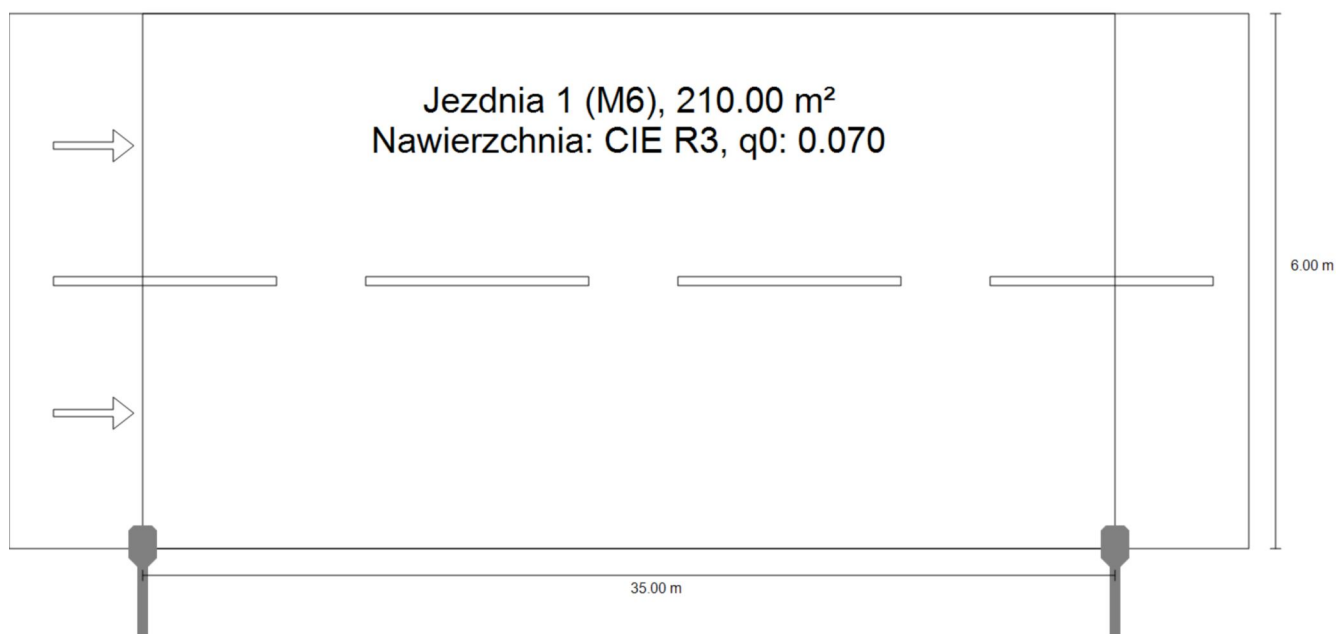 Jezdnia 1 (M6), 210.00 m²
Nawierzchnia: CIE R3, q0: 0.070
6.00 m
35.00 m